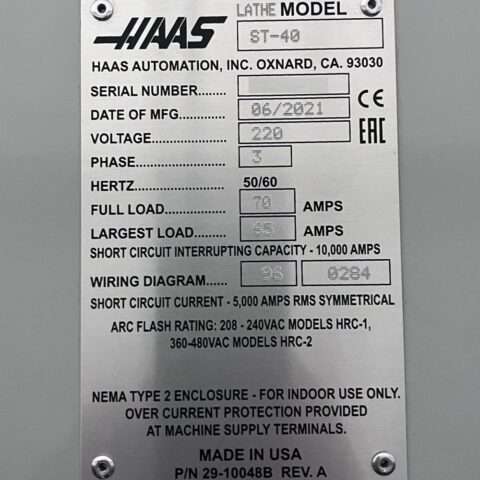 HAAS LATHE MODEL
ST-40
HAAS AUTOMATION, INC. OXNARD, CA. 93030
SERIAL NUMBER........
DATE OF MFG............. 06/2021 CE
VOLTAGE.................... 220 EAC
PHASE........................ 3
HERTZ........................ 50/60
FULL LOAD................. 70 AMPS
LARGEST LOAD......... AMPS
SHORT CIRCUIT INTERRUPTING CAPACITY - 10,000 AMPS
WIRING DIAGRAM...... 96 0284
SHORT CIRCUIT CURRENT - 5,000 AMPS RMS SYMMETRICAL
ARC FLASH RATING: 208 - 240VAC MODELS HRC-1,
360-480VAC MODELS HRC-2
NEMA TYPE 2 ENCLOSURE - FOR INDOOR USE ONLY.
OVER CURRENT PROTECTION PROVIDED
AT MACHINE SUPPLY TERMINALS.
MADE IN USA
P/N 29-10048B REV. A